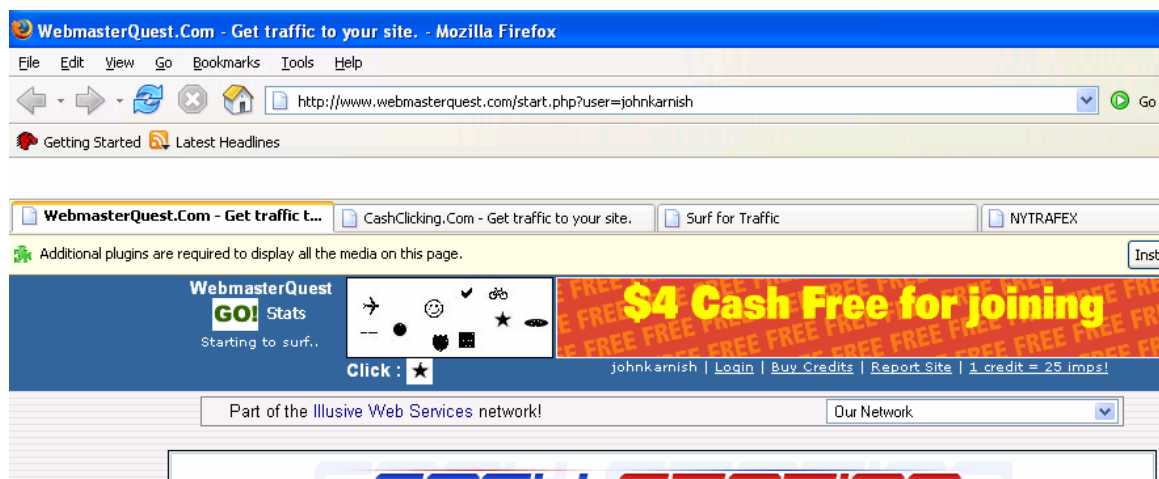 WebmasterQuest.Com - Get traffic to your site. - Mozilla Firefox
File Edit View Go Bookmarks Tools Help
http://www.webmasterquest.com/start.php?user=johnkarnish Go
Getting Started Latest Headlines
WebmasterQuest.Com - Get traffic t... CashClicking.Com - Get traffic to your site. Surf for Traffic NYTRAFEX
Additional plugins are required to display all the media on this page. Inst
WebmasterQuest
GO! Stats
Starting to surf..
$4 Cash Free for joining
Click :
johnkarnish | Login | Buy Credits | Report Site | 1 credit = 25 imps!
Part of the Illusive Web Services network! Our Network